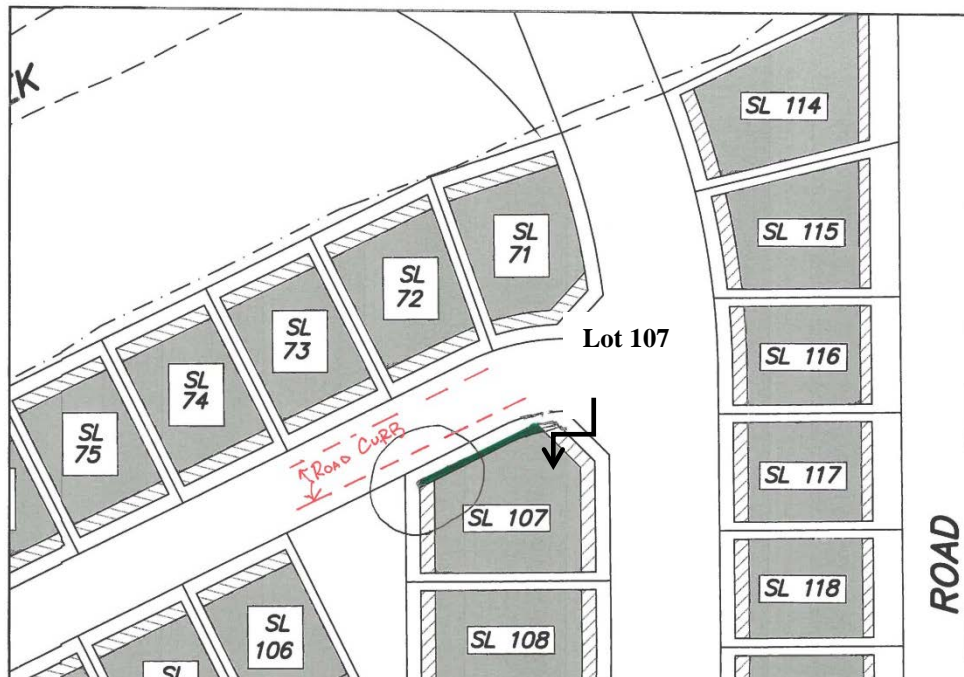 SL 114
SL 115
SL
71
SL
72
Lot 107
SL
73
SL 116
SL
74
SL
75
ROAD CURB
SL 117
SL 107
ROAD
SL 118
SL
106
SL 108
SL